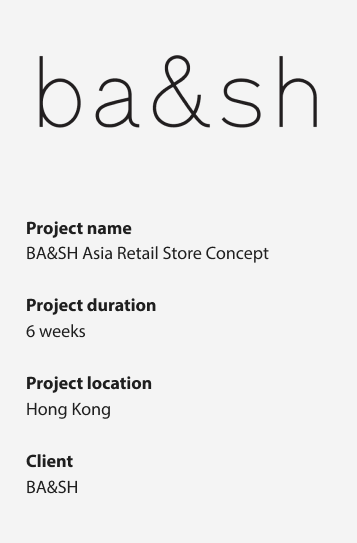 ba&sh
Project name
BA&SH Asia Retail Store Concept
Project duration
6 weeks
Project location
Hong Kong
Client
BA&SH